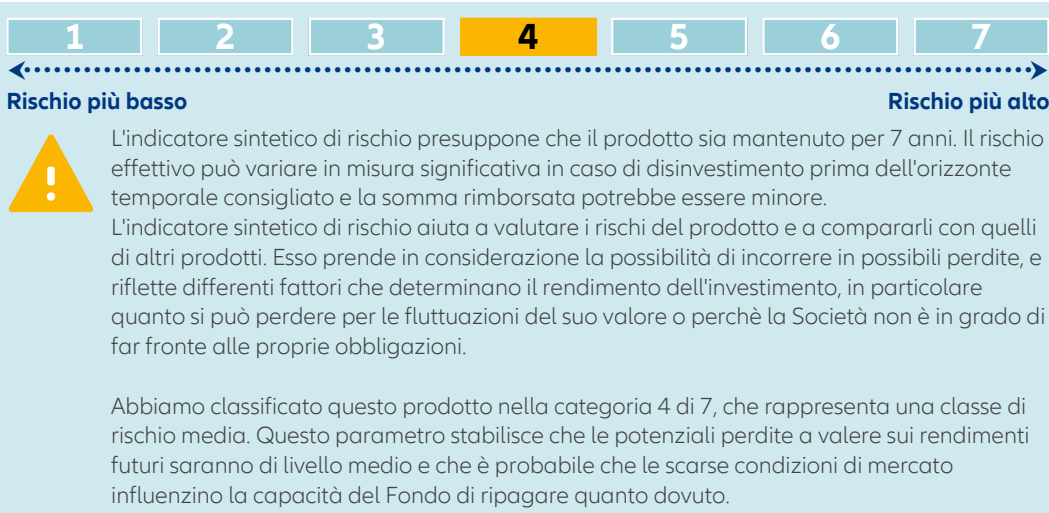 1 2 3 4 5 6 7
Rischio più basso Rischio più alto
L'indicatore sintetico di rischio presuppone che il prodotto sia mantenuto per 7 anni. Il rischio
effettivo può variare in misura significativa in caso di disinvestimento prima dell'orizzonte
temporale consigliato e la somma rimborsata potrebbe essere minore.
L'indicatore sintetico di rischio aiuta a valutare i rischi del prodotto e a compararli con quelli
di altri prodotti. Esso prende in considerazione la possibilità di incorrere in possibili perdite, e
riflette differenti fattori che determinano il rendimento dell'investimento, in particolare
quanto si può perdere per le fluttuazioni del suo valore o perchè la Società non è in grado di
far fronte alle proprie obbligazioni.
Abbiamo classificato questo prodotto nella categoria 4 di 7, che rappresenta una classe di
rischio media. Questo parametro stabilisce che le potenziali perdite a valere sui rendimenti
futuri saranno di livello medio e che è probabile che le scarse condizioni di mercato
influenzino la capacità del Fondo di ripagare quanto dovuto.